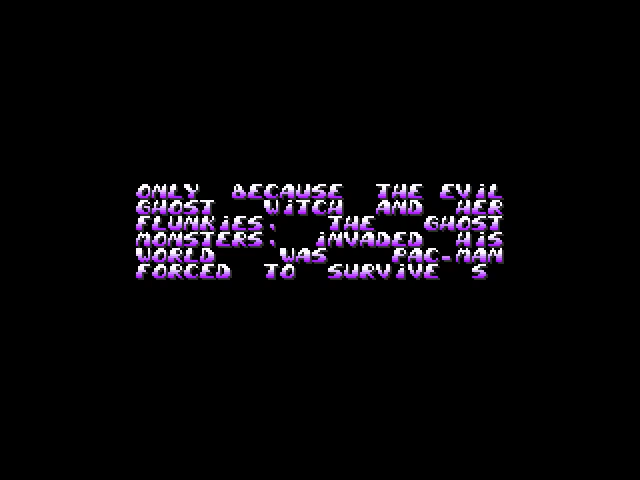 ONLY BECAUSE THE EViL
GHOST WiTCH AND HER
FLUNKiES, THE GHOST
MONSTERS, iNVADED HiS
WORLD WAS PAC-MAN
FORCED TO SURViVE S